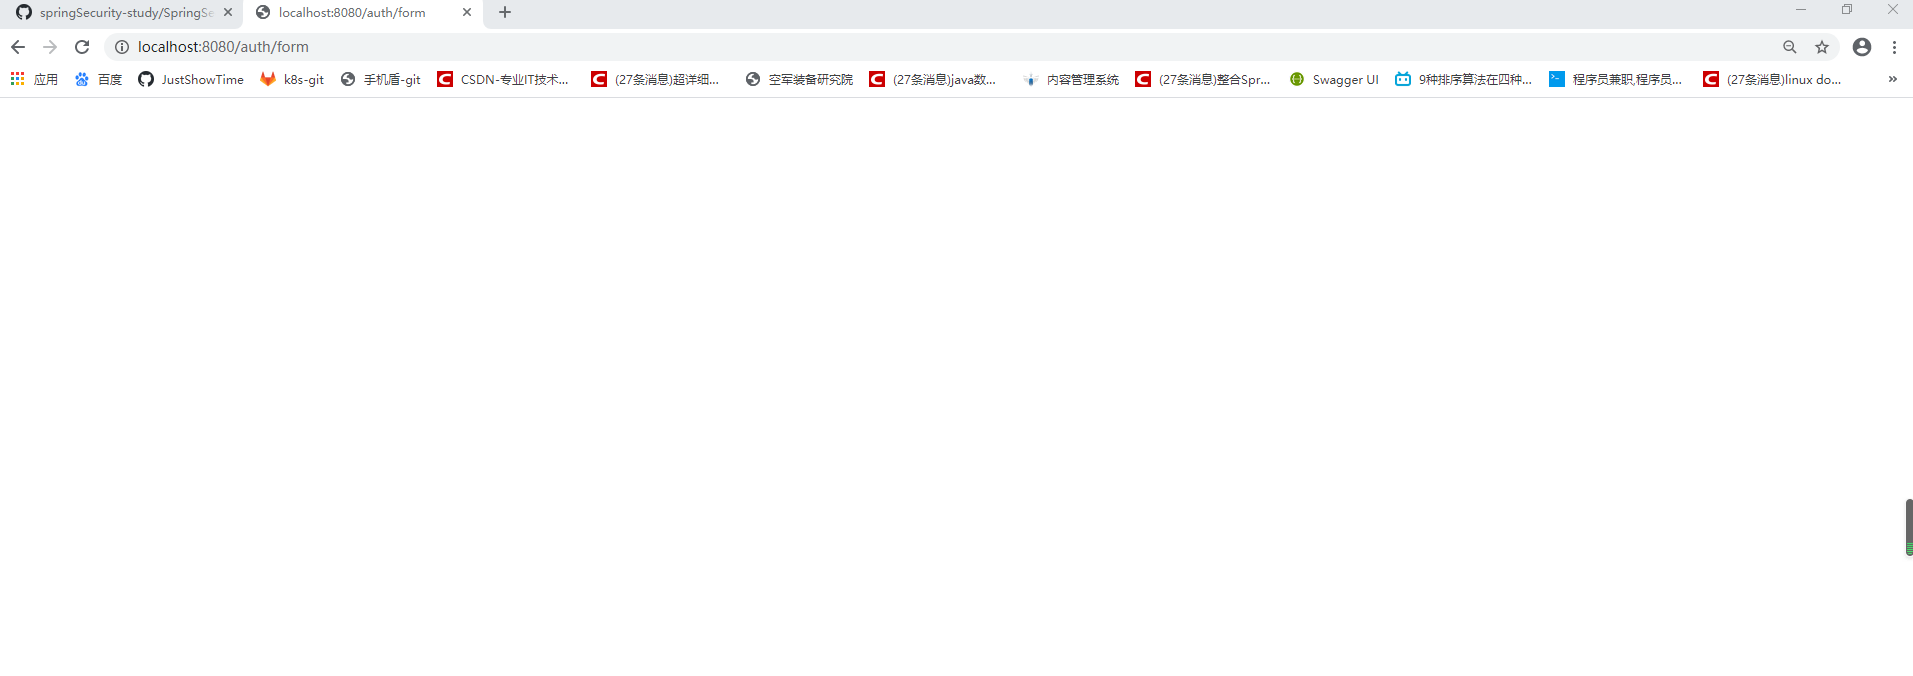 springSecurity-study/SpringSe
localhost:8080/auth/form
localhost:8080/auth/form
应用 百度 JustShowTime k8s-git 手机盾-git CSDN-专业IT技术... (27条消息)超详细... 空军装备研究院 (27条消息)java数... 内容管理系统 (27条消息)整合Spr... Swagger UI 9种排序算法在四种... 程序员兼职,程序员... (27条消息)linux do... »